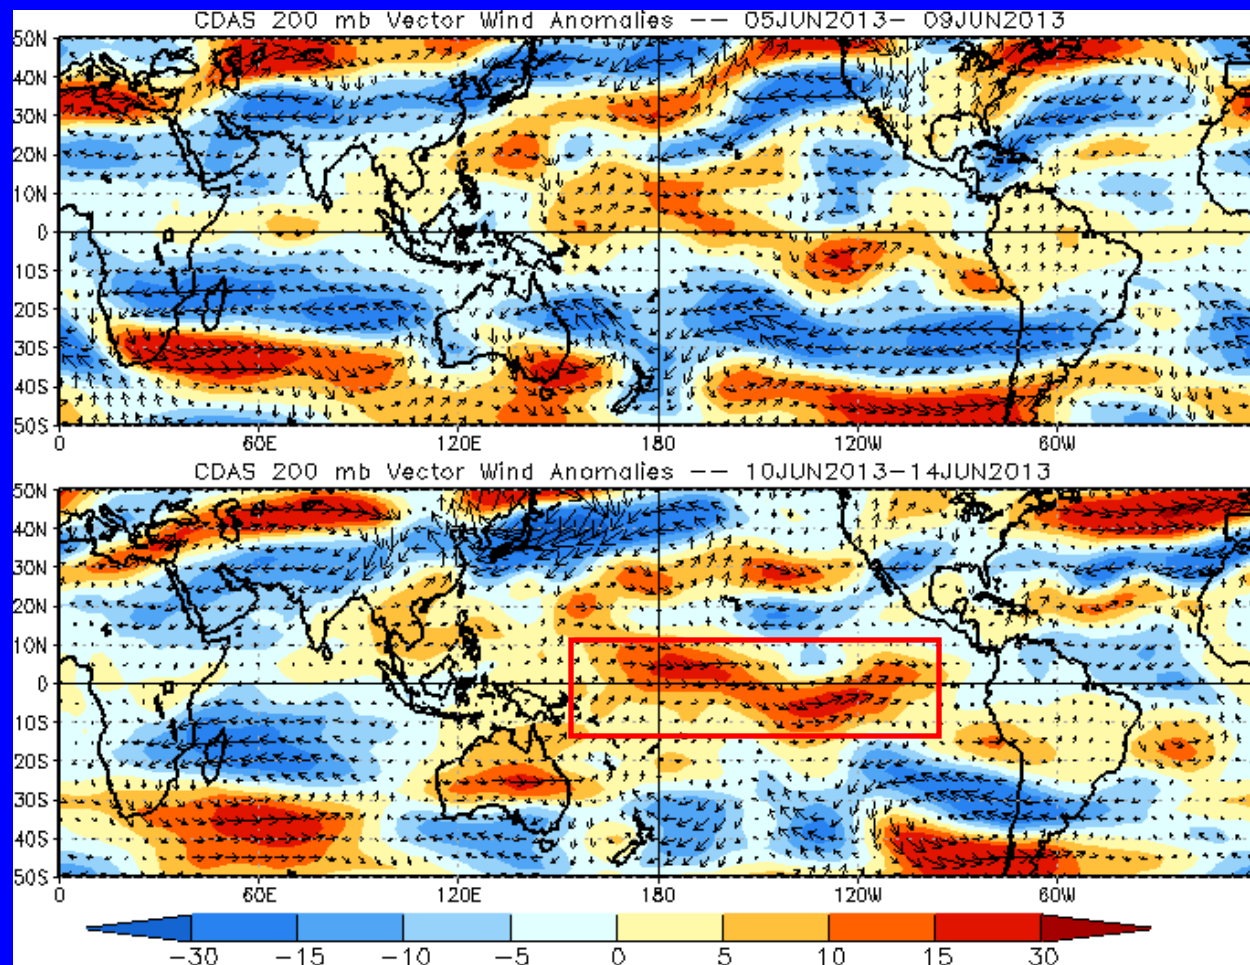 CDAS 200 mb Vector Wind Anomalies -- 05JUN2013- 09JUN2013
50N
40N
30N
20N
10N
0
10S
20S
30S
40S
50S
0 60E 120E 180 120W 60W
CDAS 200 mb Vector Wind Anomalies -- 10JUN2013-14JUN2013
50N
40N
30N
20N
10N
0
10S
20S
30S
40S
50S
0 60E 120E 180 120W 60W
-30 -15 -10 -5 0 5 10 15 30